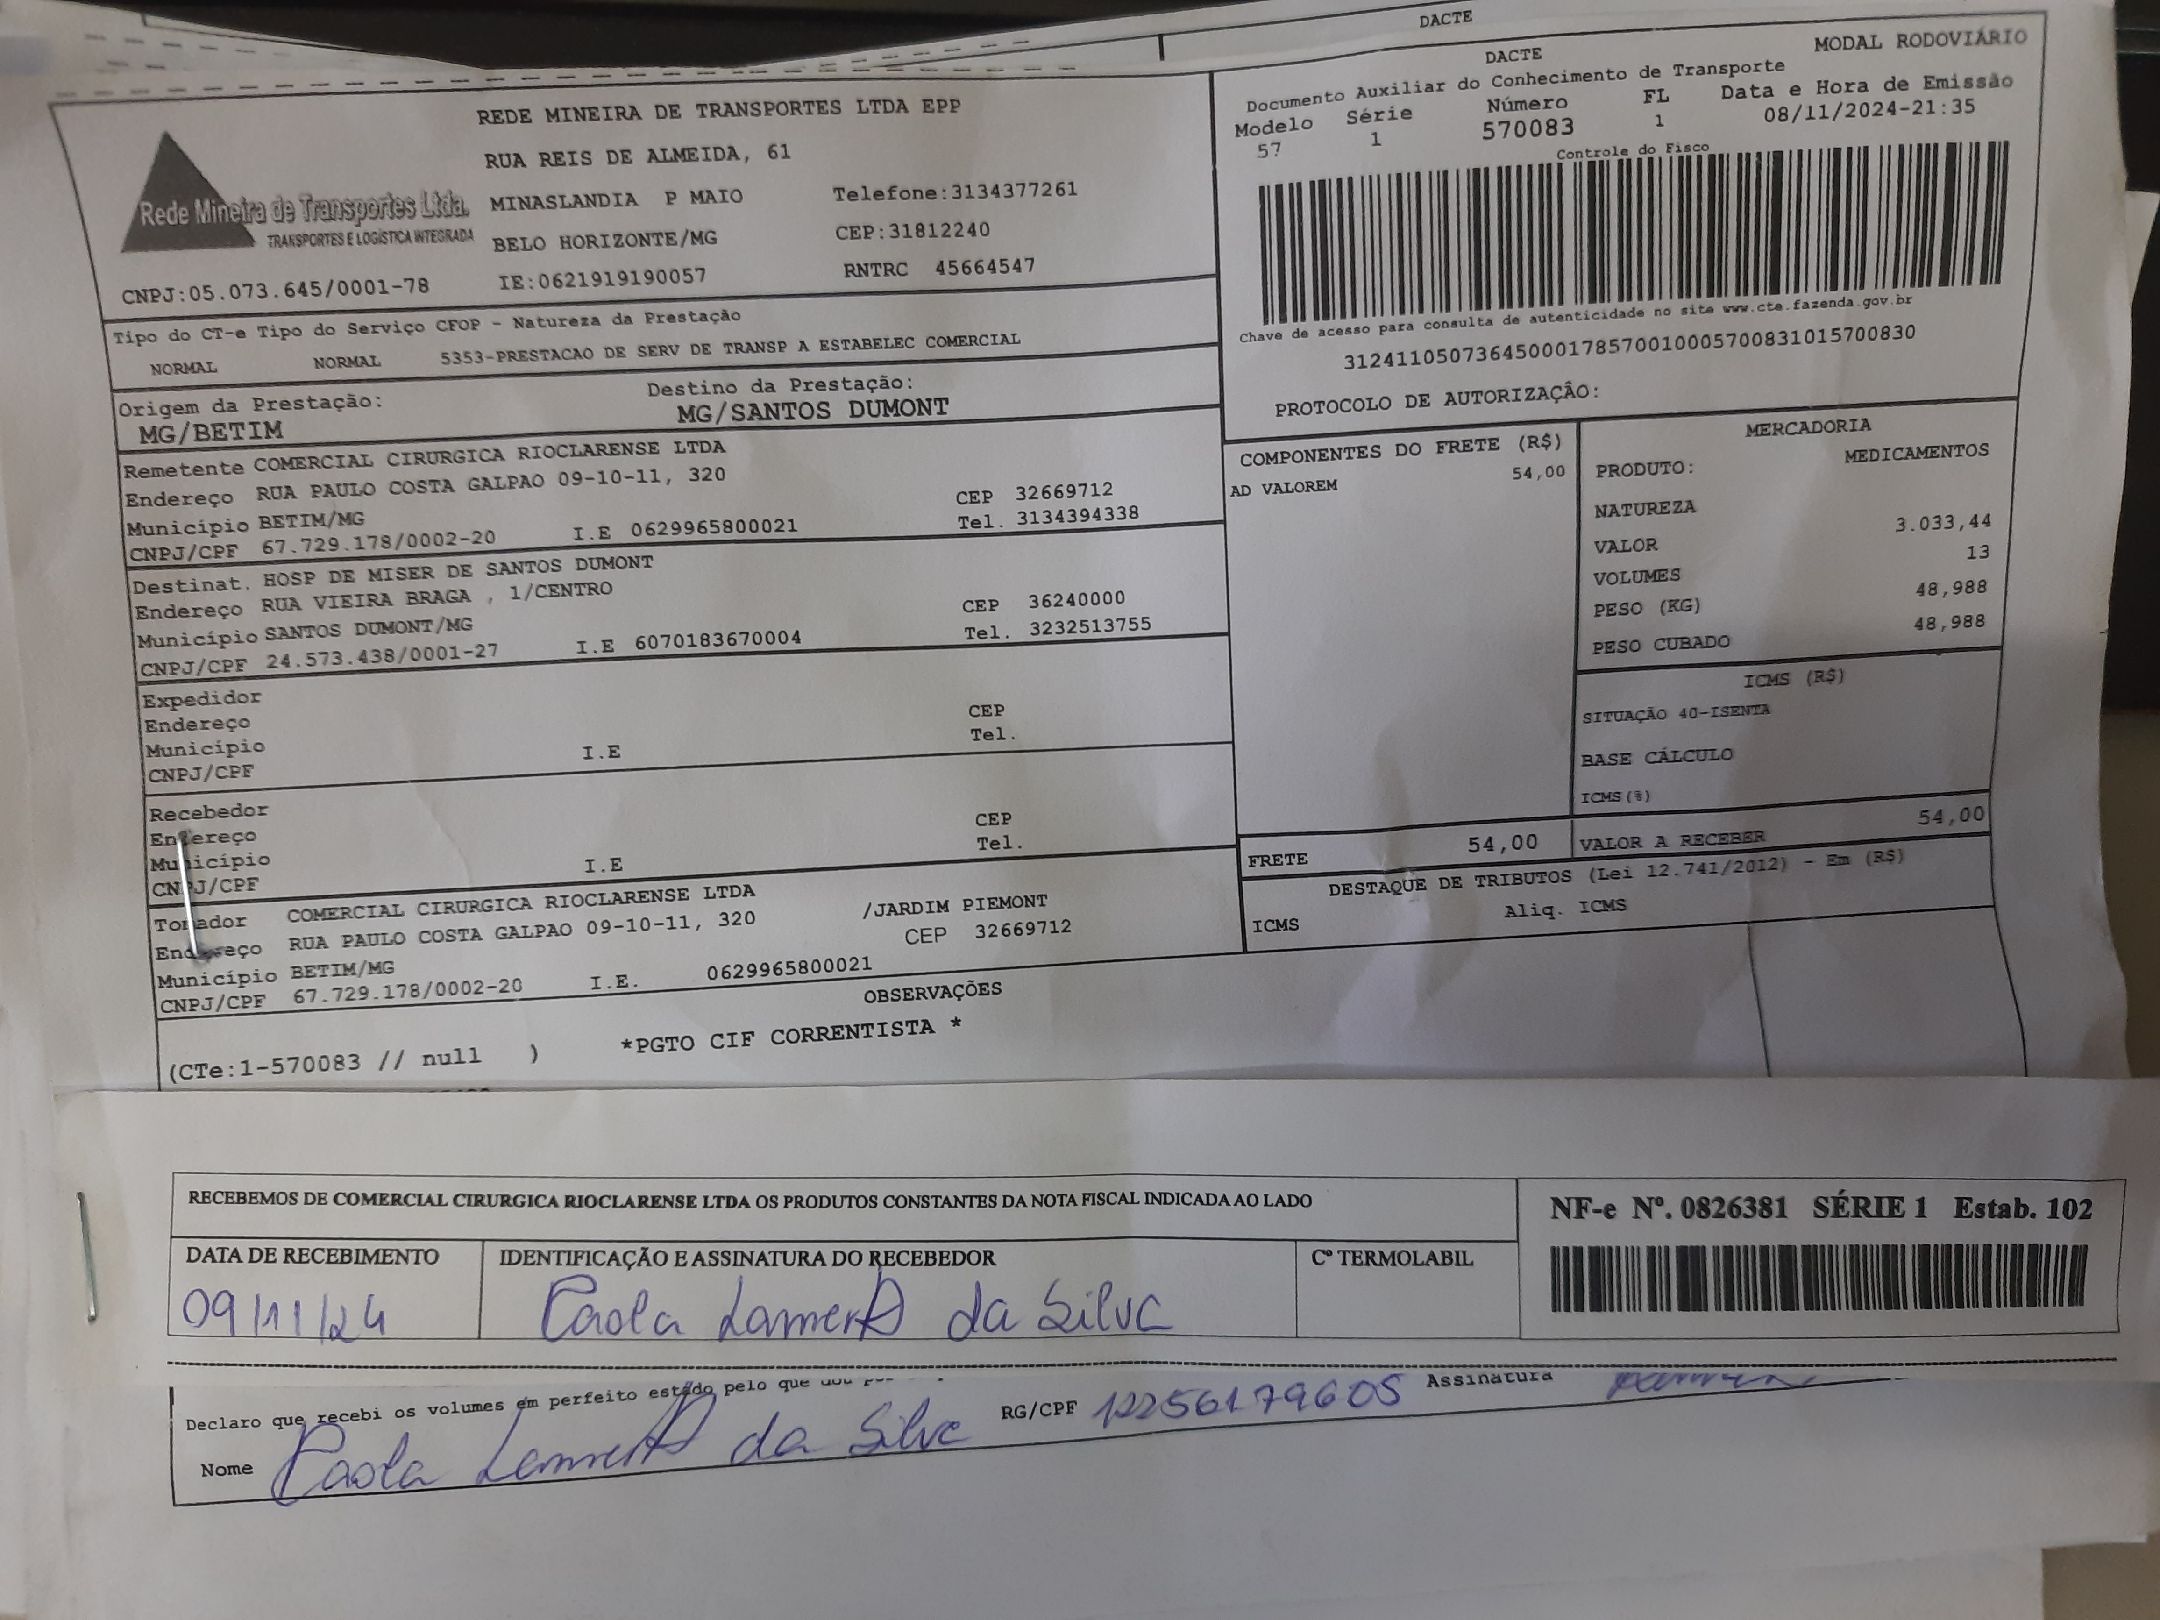 DACTE
REDE MINEIRA DE TRANSPORTES LTDA EPP
RUA REIS DE ALMEIDA, 61
MINASLANDIA P MAIO Telefone:3134377261
BELO HORIZONTE/MG CEP:31812240
CNPJ:05.073.645/0001-78 IE:0621919190057 RNTRC 45664547
Rede Mineira de Transportes Ltda.
TRANSPORTES E LOGÍSTICA INTEGRADA
DACTE MODAL RODOVIÁRIO
Documento Auxiliar do Conhecimento de Transporte
Modelo Série Número FL Data e Hora de Emissão
57 1 570083 1 08/11/2024-21:35
Controle do Fisco
Chave de acesso para consulta de autenticidade no site www.cte.fazenda.gov.br
31241105073645000178570010005700831015700830
PROTOCOLO DE AUTORIZAÇÃO:
Tipo do CT-e Tipo do Serviço CFOP - Natureza da Prestação
NORMAL NORMAL 5353-PRESTACAO DE SERV DE TRANSP A ESTABELEC COMERCIAL
Origem da Prestação: Destino da Prestação:
MG/BETIM MG/SANTOS DUMONT
Remetente COMERCIAL CIRURGICA RIOCLARENSE LTDA
Endereço RUA PAULO COSTA GALPAO 09-10-11, 320 CEP 32669712
Município BETIM/MG Tel. 3134394338
CNPJ/CPF 67.729.178/0002-20 I.E 0629965800021
Destinat. HOSP DE MISER DE SANTOS DUMONT
Endereço RUA VIEIRA BRAGA , 1/CENTRO CEP 36240000
Município SANTOS DUMONT/MG Tel. 3232513755
CNPJ/CPF 24.573.438/0001-27 I.E 6070183670004
Expedidor
Endereço CEP
Município I.E Tel.
CNPJ/CPF
Recebedor
Endereço CEP
Município I.E Tel.
CNPJ/CPF
Tomador COMERCIAL CIRURGICA RIOCLARENSE LTDA
Endereço RUA PAULO COSTA GALPAO 09-10-11, 320 /JARDIM PIEMONT
Município BETIM/MG CEP 32669712
CNPJ/CPF 67.729.178/0002-20 I.E. 0629965800021
COMPONENTES DO FRETE (R$)
AD VALOREM 54,00
MERCADORIA
PRODUTO: MEDICAMENTOS
NATUREZA
VALOR 3.033,44
VOLUMES 13
PESO (KG) 48,988
PESO CUBADO 48,988
ICMS (R$)
SITUAÇÃO 40-ISENTA
BASE CÁLCULO
ICMS(%)
FRETE 54,00 VALOR A RECEBER 54,00
DESTAQUE DE TRIBUTOS (Lei 12.741/2012) - Em (R$)
ICMS Aliq. ICMS
OBSERVAÇÕES
(CTe:1-570083 // null ) *PGTO CIF CORRENTISTA *
RECEBEMOS DE COMERCIAL CIRURGICA RIOCLARENSE LTDA OS PRODUTOS CONSTANTES DA NOTA FISCAL INDICADA AO LADO
NF-e Nº. 0826381 SÉRIE 1 Estab. 102
DATA DE RECEBIMENTO IDENTIFICAÇÃO E ASSINATURA DO RECEBEDOR Cº TERMOLABIL
09/11/24 Paola da Silva
Declaro que recebi os volumes em perfeito estado pelo que dou
Nome Paola da Silva RG/CPF 12256179605 Assinatura